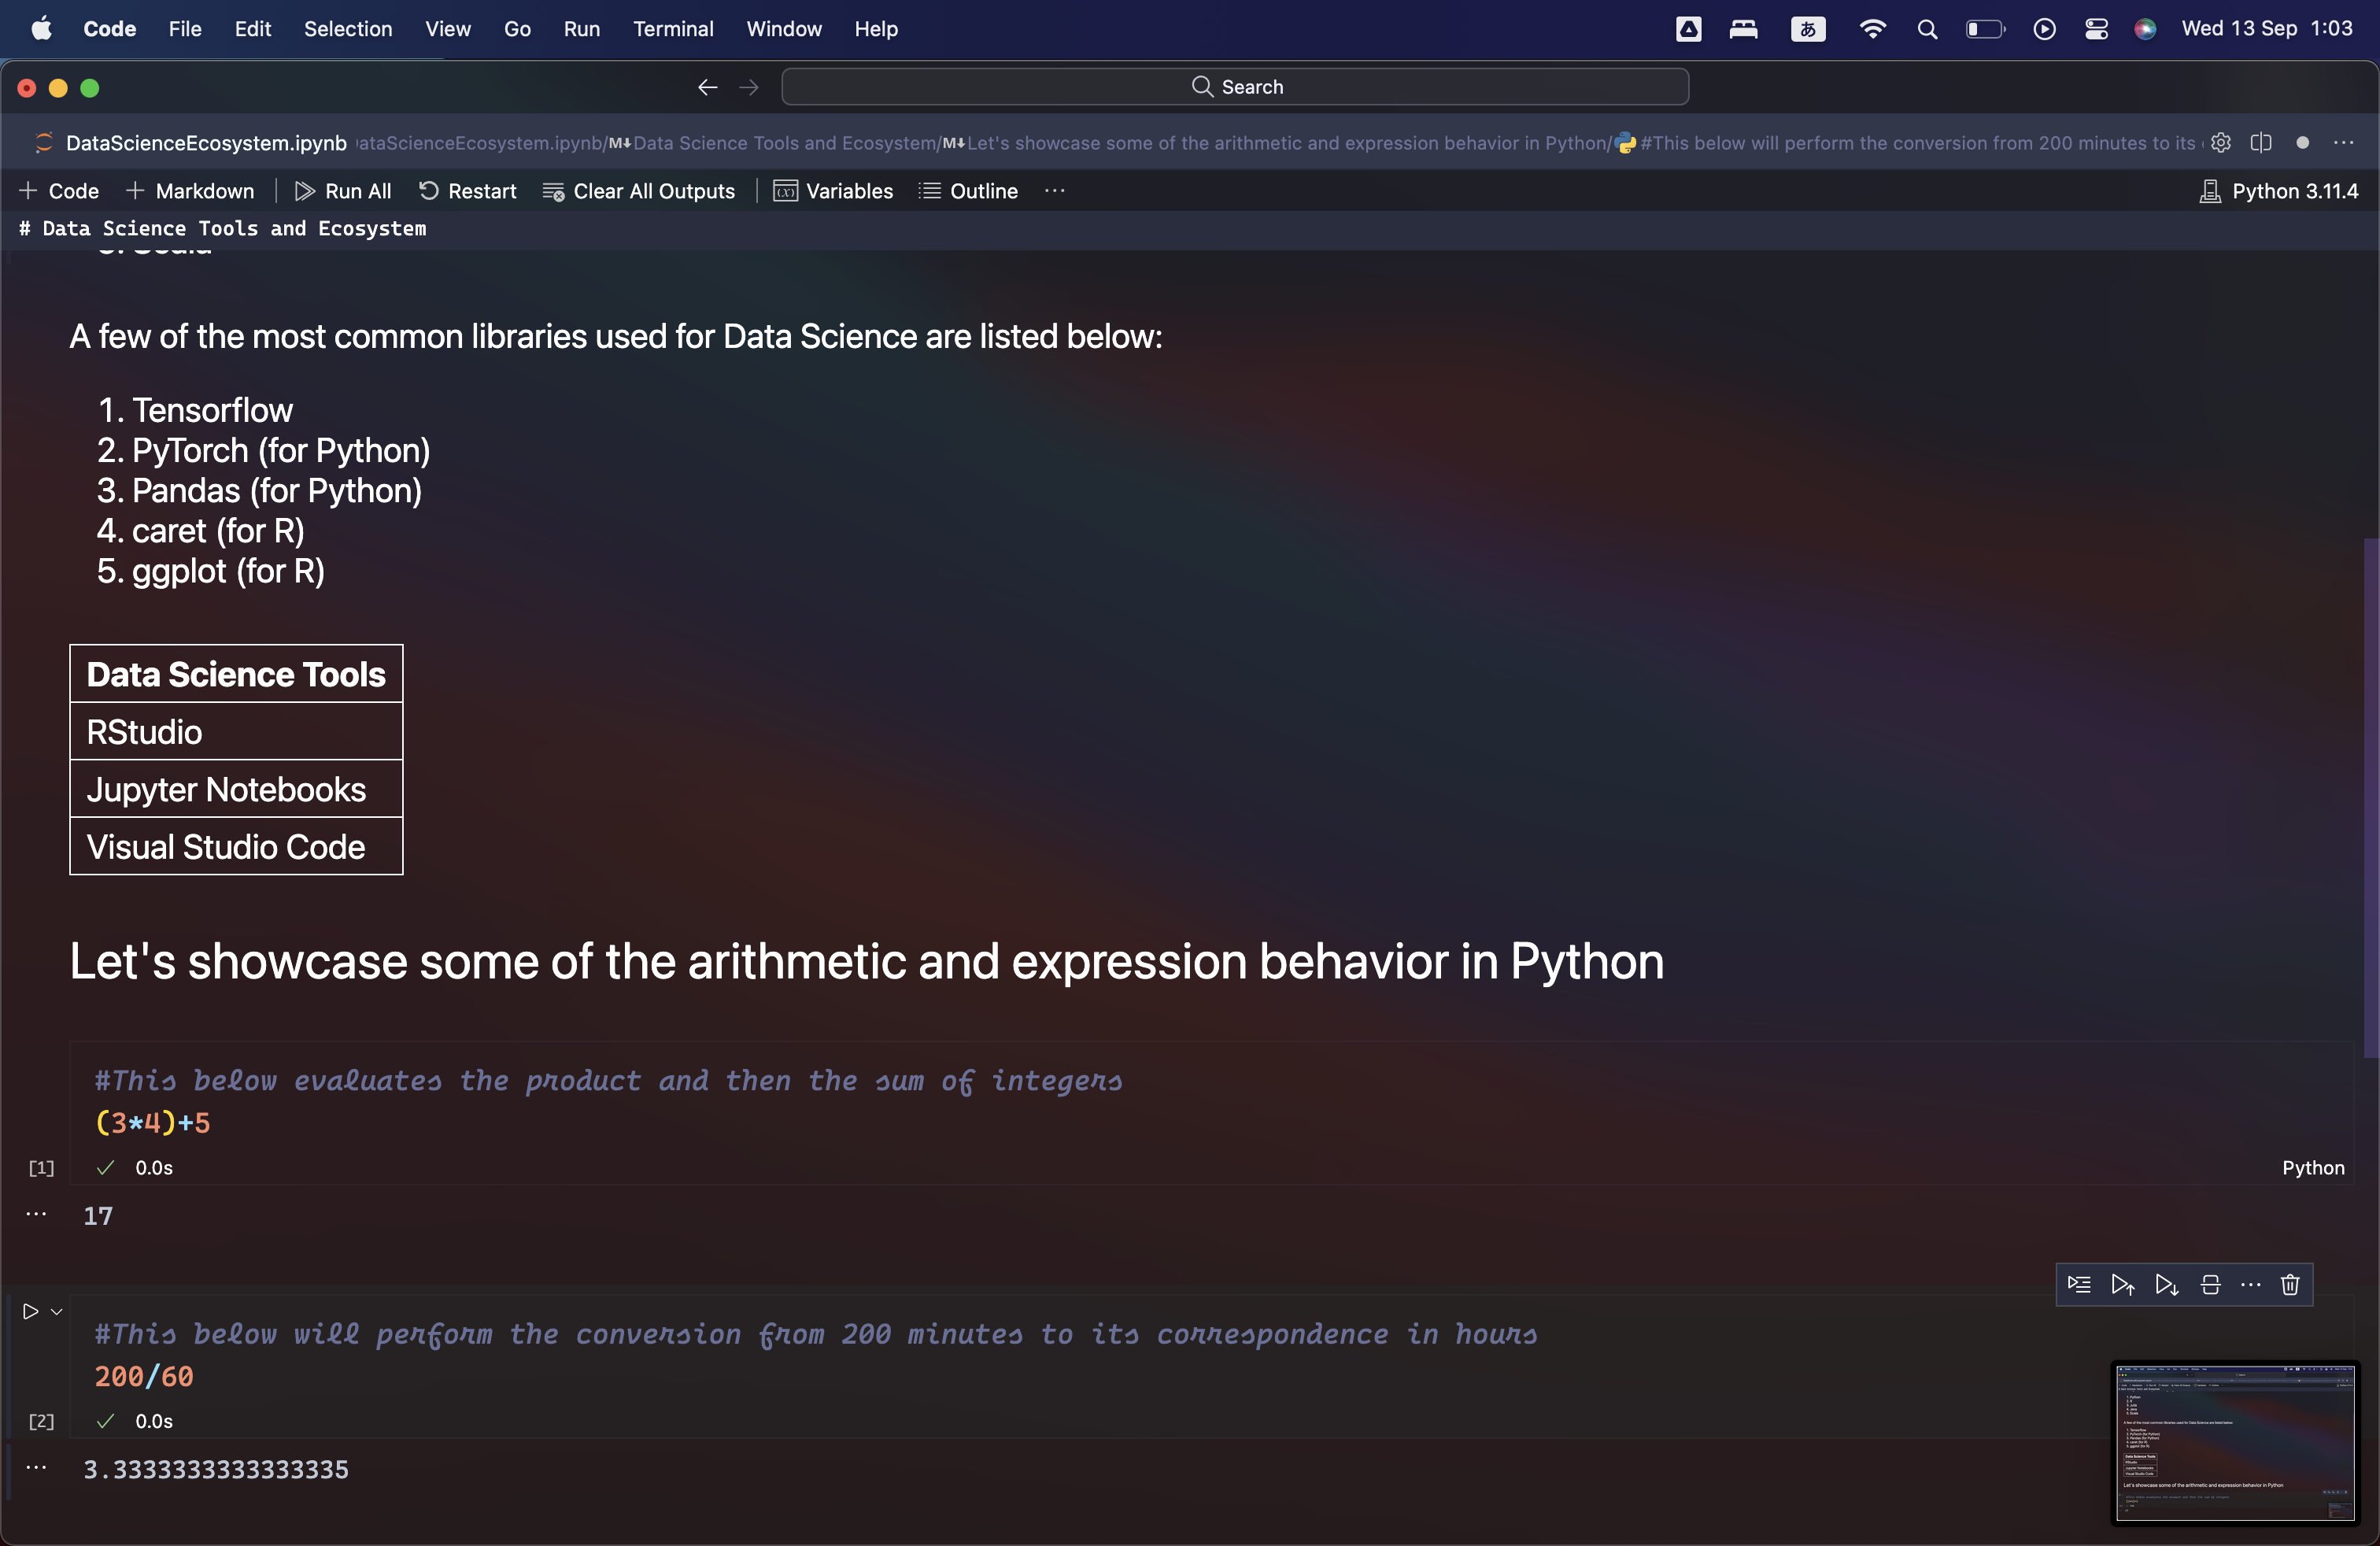 Code File Edit Selection View Go Run Terminal Window Help あ Wed 13 Sep 1:03
Search
DataScienceEcosystem.ipynb ataScienceEcosystem.ipynb/M↓Data Science Tools and Ecosystem/M↓Let's showcase some of the arithmetic and expression behavior in Python/ #This below will perform the conversion from 200 minutes to its
+ Code + Markdown Run All Restart Clear All Outputs (x) Variables Outline ··· Python 3.11.4
# Data Science Tools and Ecosystem
A few of the most common libraries used for Data Science are listed below:
1. Tensorflow
2. PyTorch (for Python)
3. Pandas (for Python)
4. caret (for R)
5. ggplot (for R)
Data Science Tools
RStudio
Jupyter Notebooks
Visual Studio Code
Let's showcase some of the arithmetic and expression behavior in Python
#This below evaluates the product and then the sum of integers
(3*4)+5
[1] ✓ 0.0s Python
··· 17
#This below will perform the conversion from 200 minutes to its correspondence in hours
200/60
[2] ✓ 0.0s
··· 3.3333333333333335